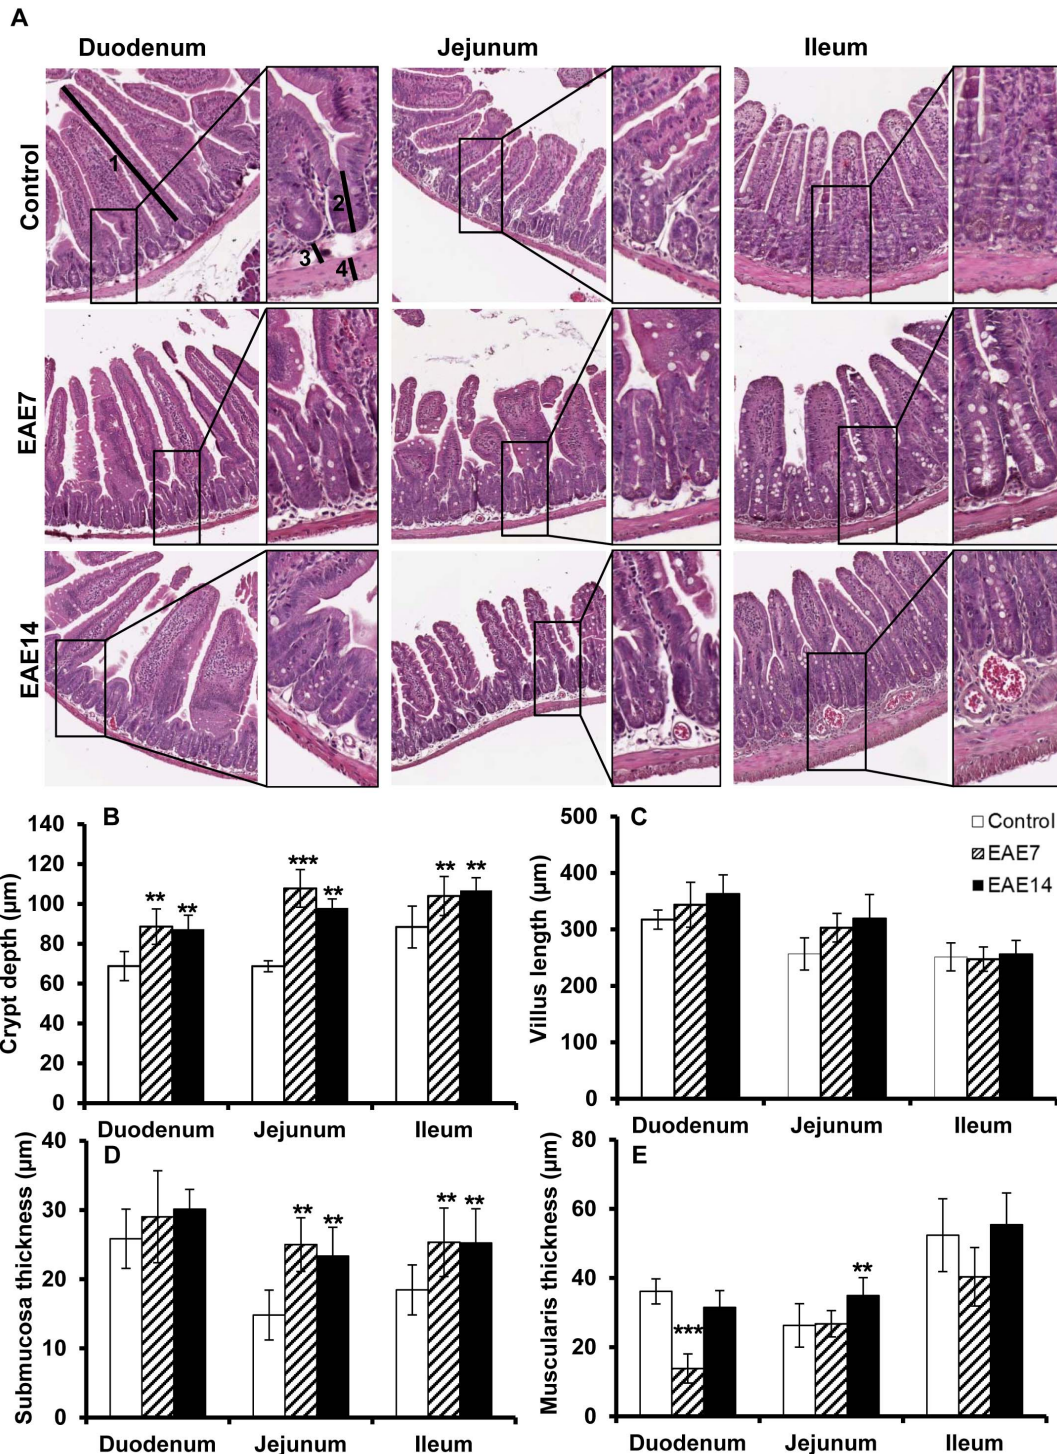 A
Duodenum Jejunum Ileum
Control
1
2
3
4
EAE7
EAE14
B
Crypt depth (µm)
140
120
100
80
60
40
20
0
** ** *** ** ** **
Duodenum Jejunum Ileum
C
Villus length (µm)
500
400
300
200
100
0
Control
EAE7
EAE14
Duodenum Jejunum Ileum
D
Submucosa thickness (µm)
40
30
20
10
0
** ** ** **
Duodenum Jejunum Ileum
E
Muscularis thickness (µm)
80
60
40
20
0
*** **
Duodenum Jejunum Ileum